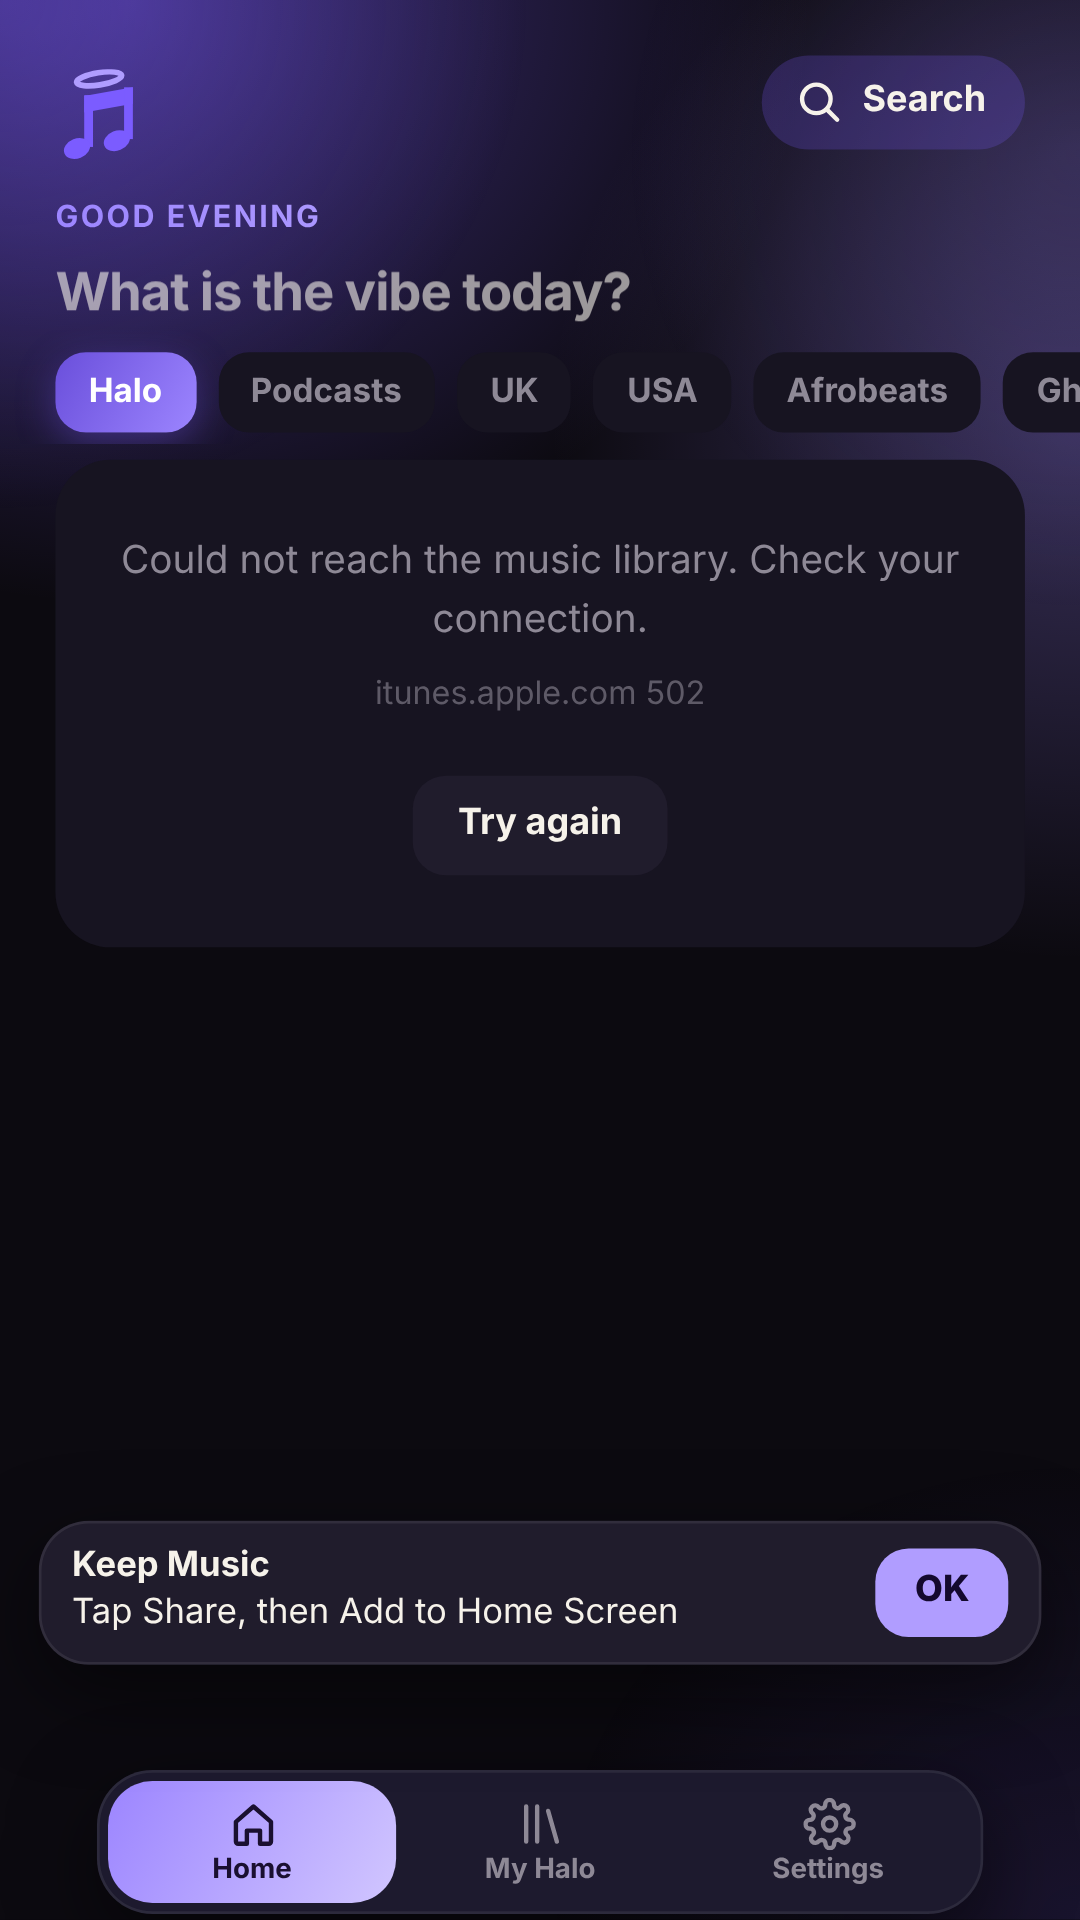 Search
GOOD EVENING
What is the vibe today?
Halo
Podcasts
UK
USA
Afrobeats
Gh
Could not reach the music library. Check your
connection.
itunes.apple.com 502
Try again
Keep Music
Tap Share, then Add to Home Screen
OK
Home
My Halo
Settings